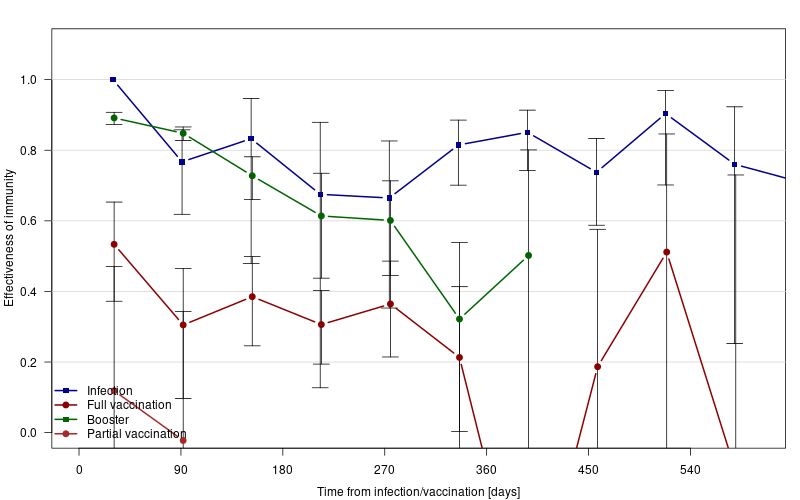 1.0
0.8
0.6
0.4
0.2
0.0
Effectiveness of immunity
Infection
Full vaccination
Booster
Partial vaccination
0 90 180 270 360 450 540
Time from infection/vaccination [days]